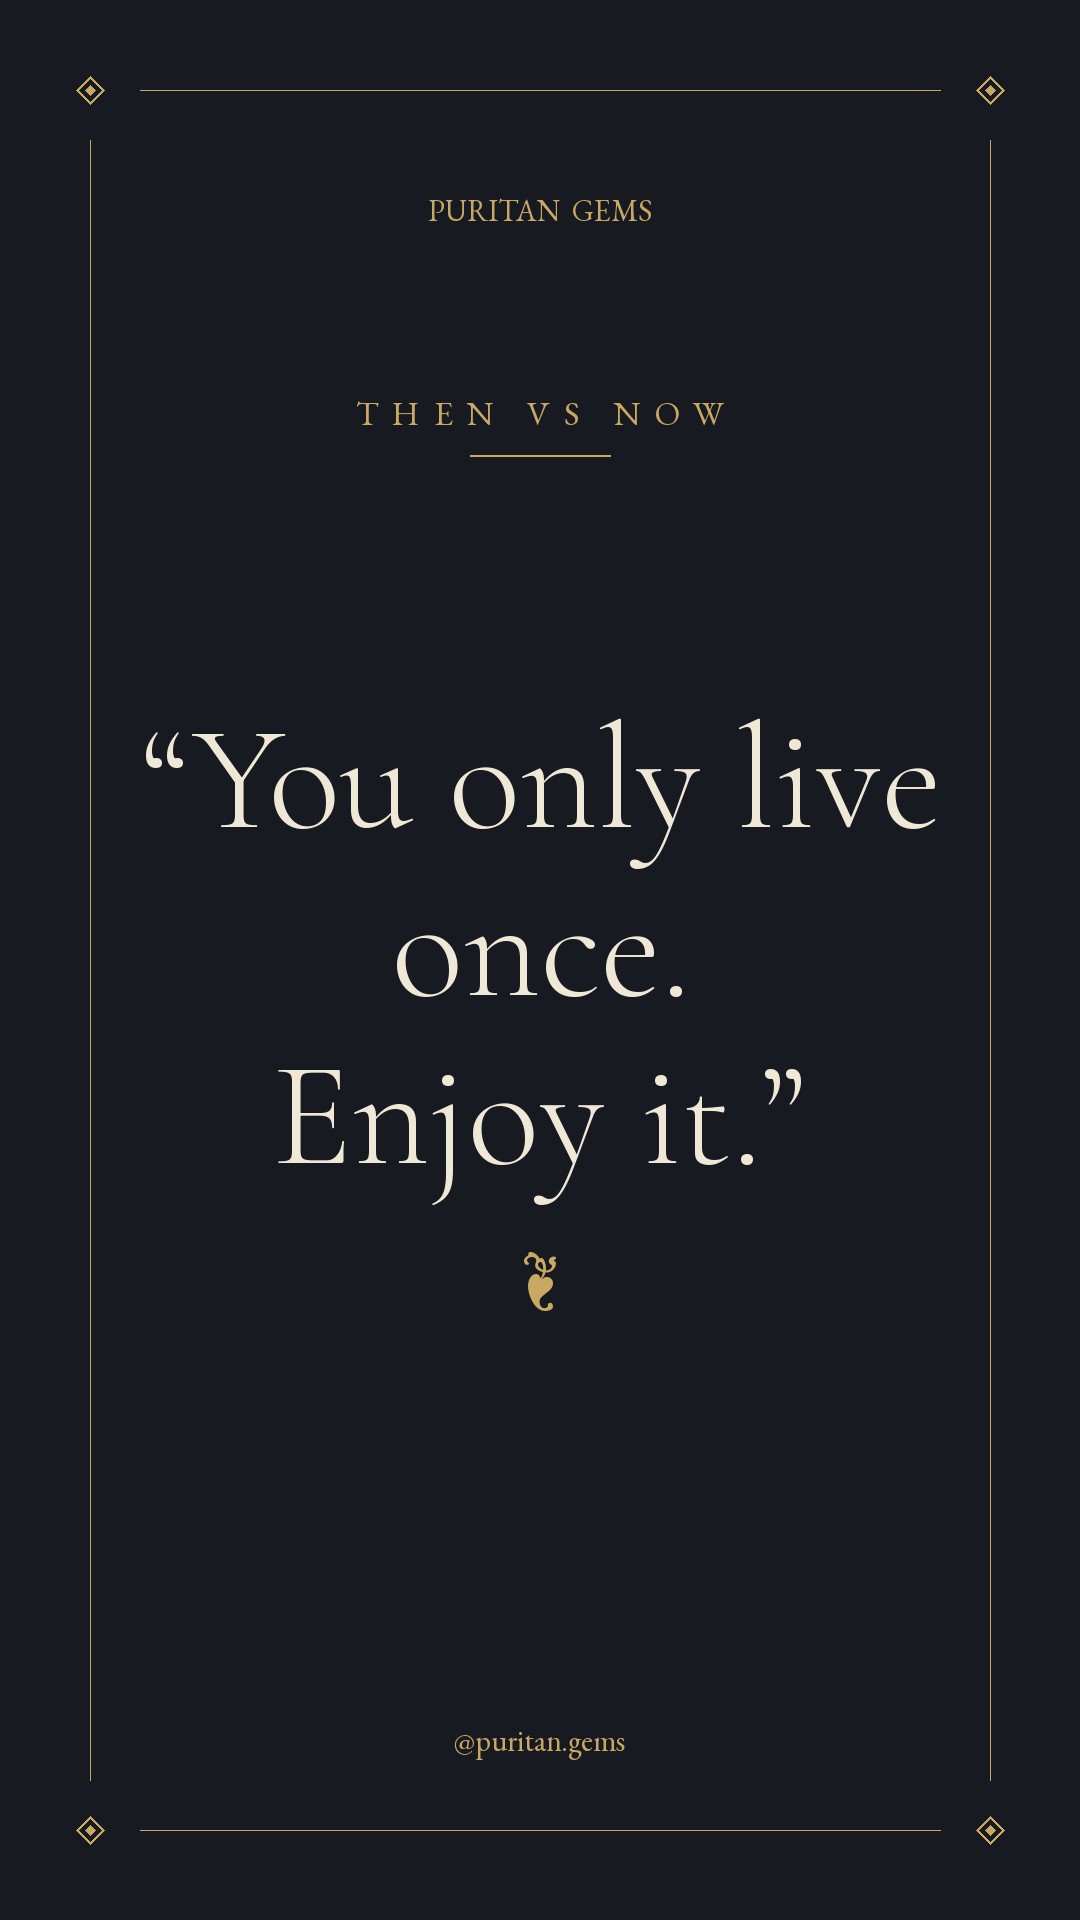 PURITAN GEMS
THEN VS NOW
“You only live
once.
Enjoy it.”
@puritan.gems